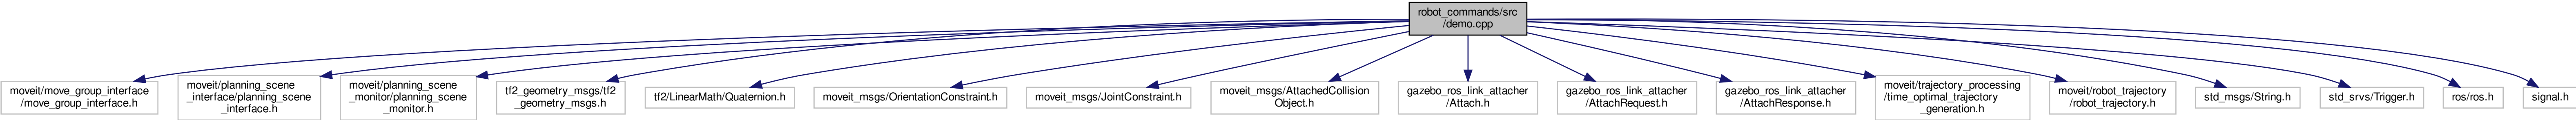 robot_commands/src
/demo.cpp
moveit/move_group_interface
/move_group_interface.h
moveit/planning_scene
_interface/planning_scene
_interface.h
moveit/planning_scene
_monitor/planning_scene
_monitor.h
tf2_geometry_msgs/tf2
_geometry_msgs.h
tf2/LinearMath/Quaternion.h
moveit_msgs/OrientationConstraint.h
moveit_msgs/JointConstraint.h
moveit_msgs/AttachedCollision
Object.h
gazebo_ros_link_attacher
/Attach.h
gazebo_ros_link_attacher
/AttachRequest.h
gazebo_ros_link_attacher
/AttachResponse.h
moveit/trajectory_processing
/time_optimal_trajectory
_generation.h
moveit/robot_trajectory
/robot_trajectory.h
std_msgs/String.h
std_srvs/Trigger.h
ros/ros.h
signal.h